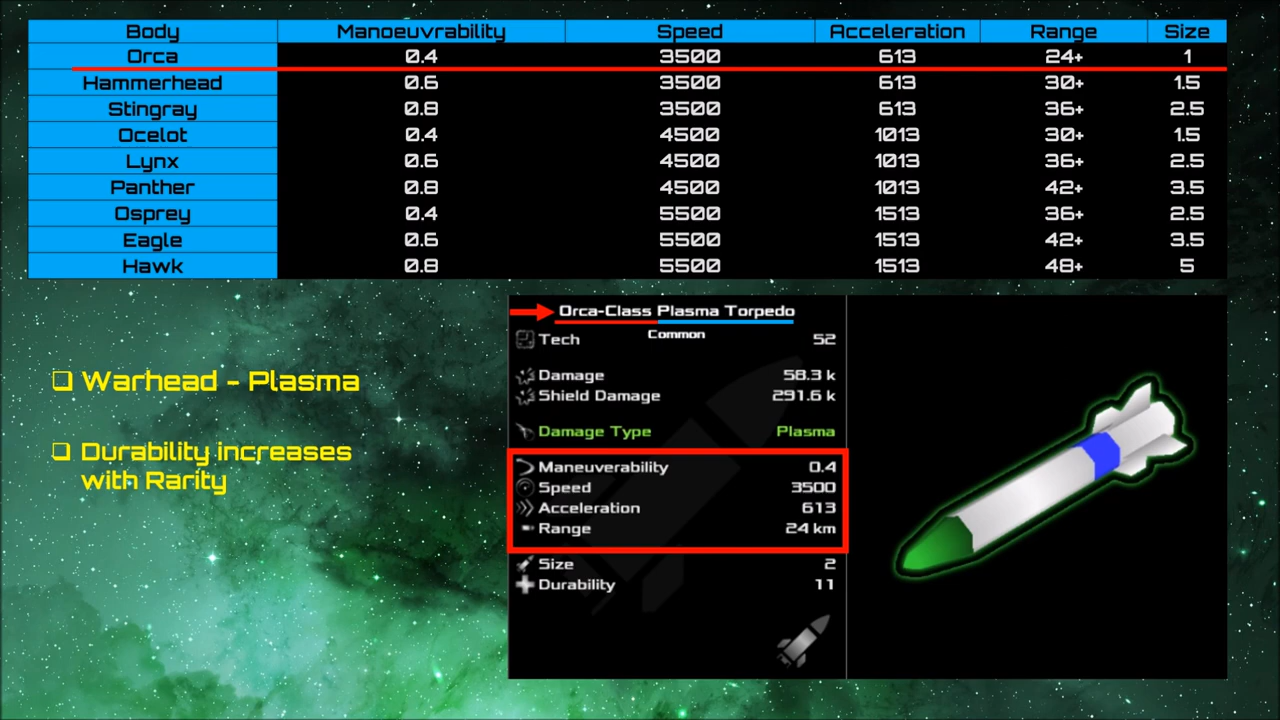 Body Manoeuvrability Speed Acceleration Range Size
Orca 0.4 3500 613 24+ 1
Hammerhead 0.6 3500 613 30+ 1.5
Stingray 0.8 3500 613 36+ 2.5
Ocelot 0.4 4500 1013 30+ 1.5
Lynx 0.6 4500 1013 36+ 2.5
Panther 0.8 4500 1013 42+ 3.5
Osprey 0.4 5500 1513 36+ 2.5
Eagle 0.6 5500 1513 42+ 3.5
Hawk 0.8 5500 1513 48+ 5
Warhead - Plasma
Durability increases
with Rarity
Orca-Class Plasma Torpedo
Common
Tech 52
Damage 58.3 k
Shield Damage 291.6 k
Damage Type Plasma
Maneuverability 0.4
Speed 3500
Acceleration 613
Range 24 km
Size 2
Durability 11